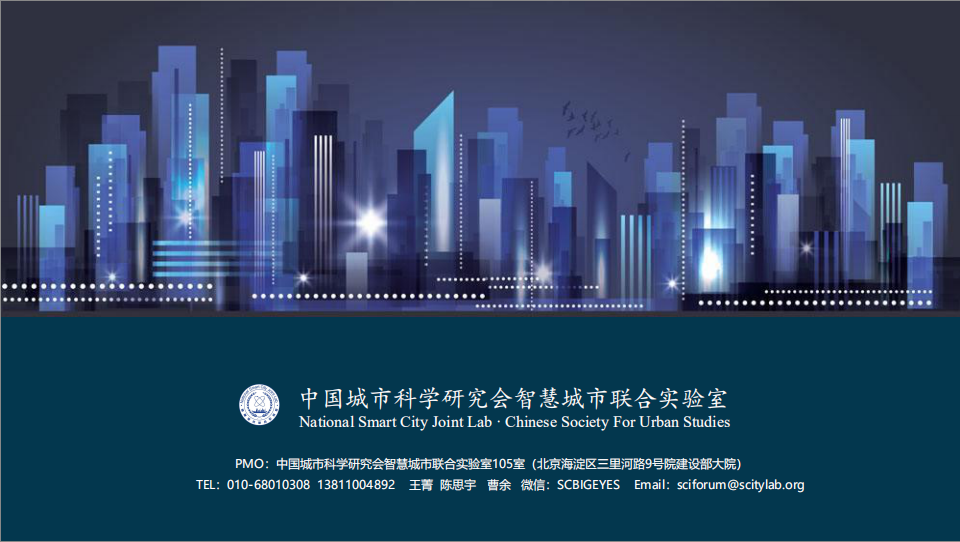 中国城市科学研究会智慧城市联合实验室
National Smart City Joint Lab · Chinese Society For Urban Studies
PMO：中国城市科学研究会智慧城市联合实验室105室（北京海淀区三里河路9号院建设部大院）
TEL：010-68010308 13811004892 王菁 陈思宇 曹余 微信：SCBIGEYES Email：sciforum@scitylab.org